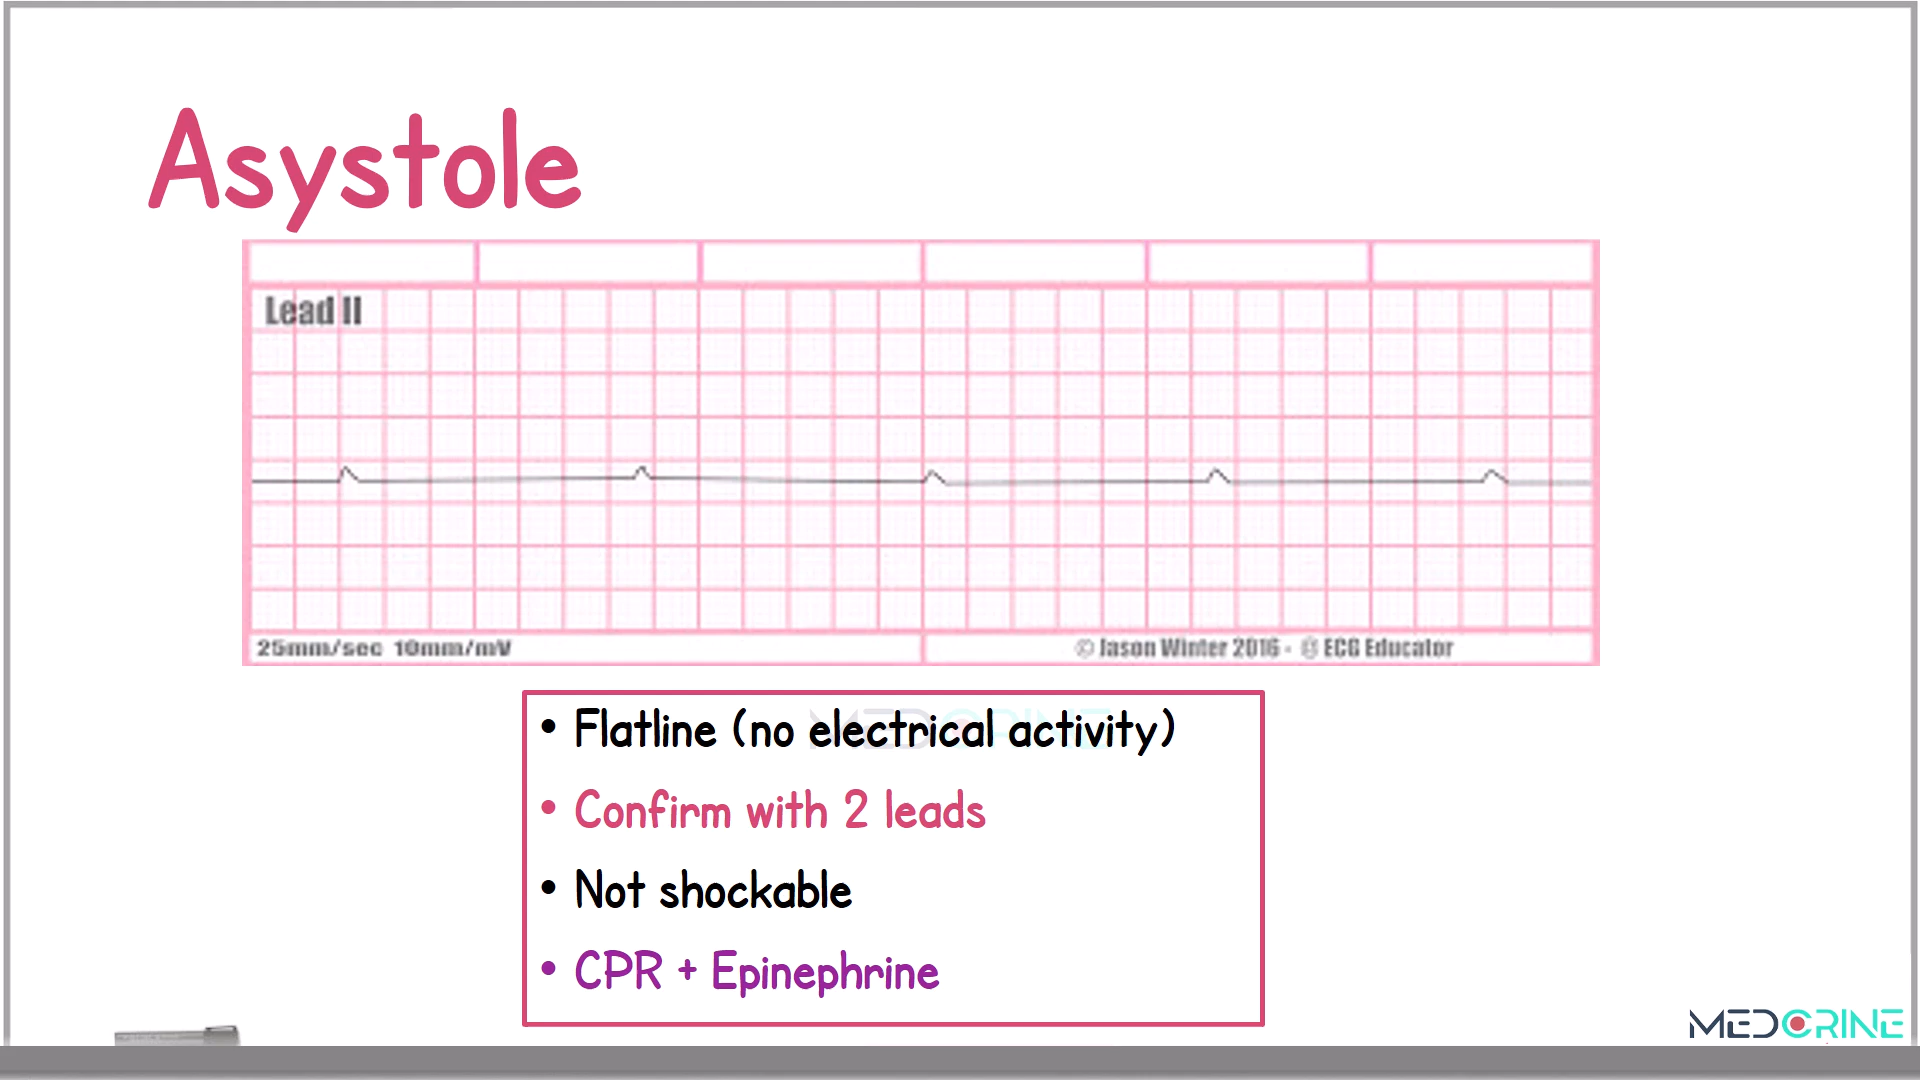 Asystole
Lead II
25mm/sec 10mm/mV
© Jason Winter 2016 - @ ECG Educator
• Flatline (no electrical activity)
• Confirm with 2 leads
• Not shockable
• CPR + Epinephrine
MEDCRINE
MEDCRINE